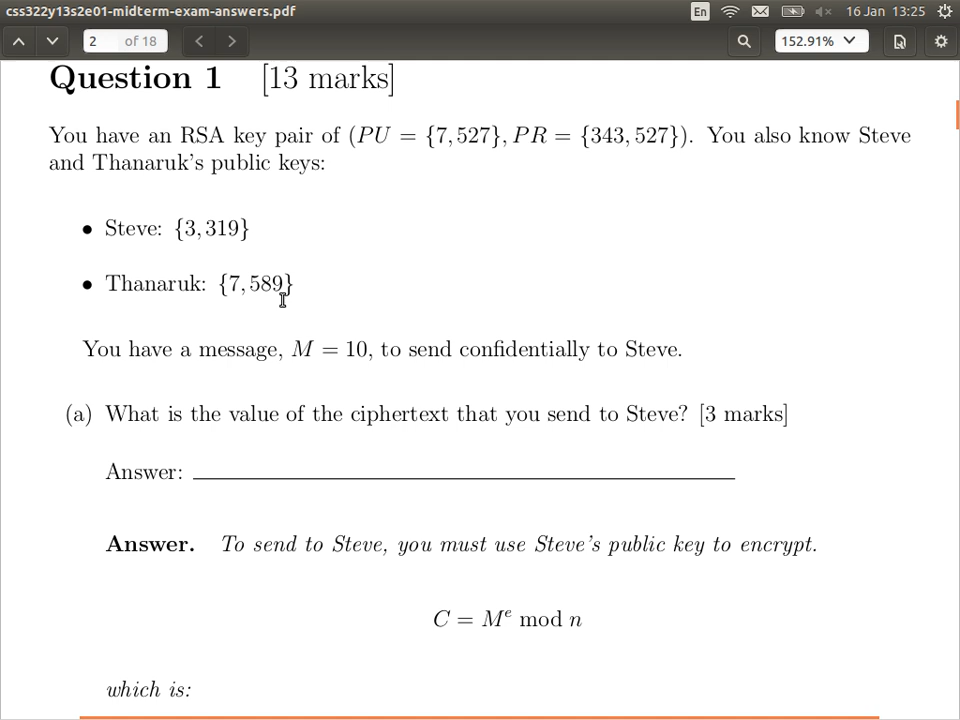 css322y13s2e01-midterm-exam-answers.pdf En 16 Jan 13:25
2 of 18 152.91%
Question 1 [13 marks]
You have an RSA key pair of (PU = {7, 527}, PR = {343, 527}). You also know Steve
and Thanaruk's public keys:
• Steve: {3, 319}
• Thanaruk: {7, 589}
You have a message, M = 10, to send confidentially to Steve.
(a) What is the value of the ciphertext that you send to Steve? [3 marks]
Answer:
Answer. To send to Steve, you must use Steve's public key to encrypt.
C = Mᵉ mod n
which is: